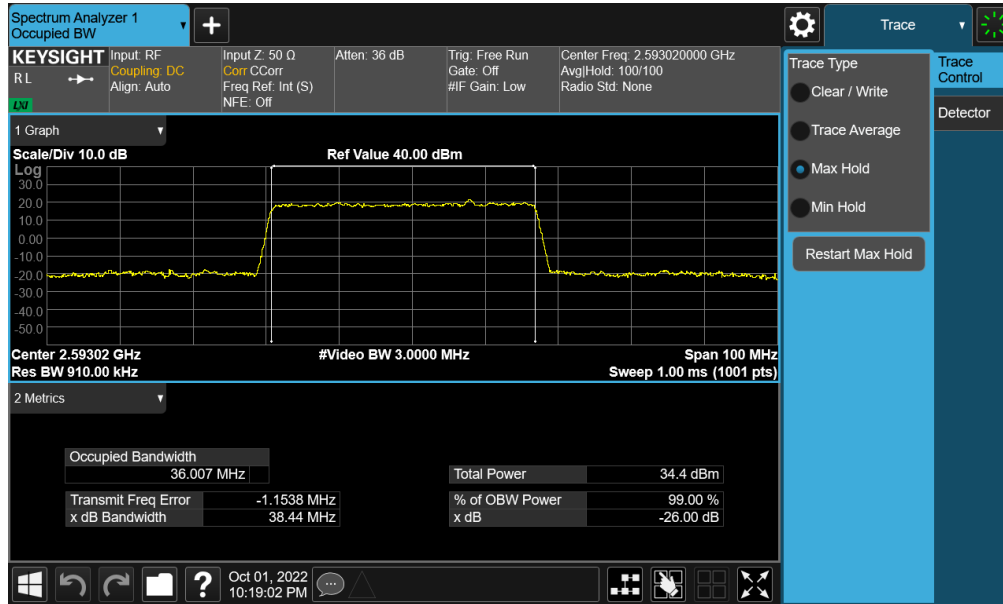 Spectrum Analyzer 1
Occupied BW
+
Trace
KEYSIGHT
R L
LXI
Input: RF
Coupling: DC
Align: Auto
Input Z: 50 Ω
Corr CCorr
Freq Ref: Int (S)
NFE: Off
Atten: 36 dB
Trig: Free Run
Gate: Off
#IF Gain: Low
Center Freq: 2.593020000 GHz
Avg|Hold: 100/100
Radio Std: None
Trace Type
Clear / Write
Trace Average
Max Hold
Min Hold
Restart Max Hold
Trace
Control
Detector
1 Graph
Scale/Div 10.0 dB
Ref Value 40.00 dBm
Log
30.0
20.0
10.0
0.00
-10.0
-20.0
-30.0
-40.0
-50.0
Center 2.59302 GHz
#Video BW 3.0000 MHz
Span 100 MHz
Res BW 910.00 kHz
Sweep 1.00 ms (1001 pts)
2 Metrics
Occupied Bandwidth
36.007 MHz
Total Power 34.4 dBm
Transmit Freq Error -1.1538 MHz
% of OBW Power 99.00 %
x dB Bandwidth 38.44 MHz
x dB -26.00 dB
?
Oct 01, 2022
10:19:02 PM